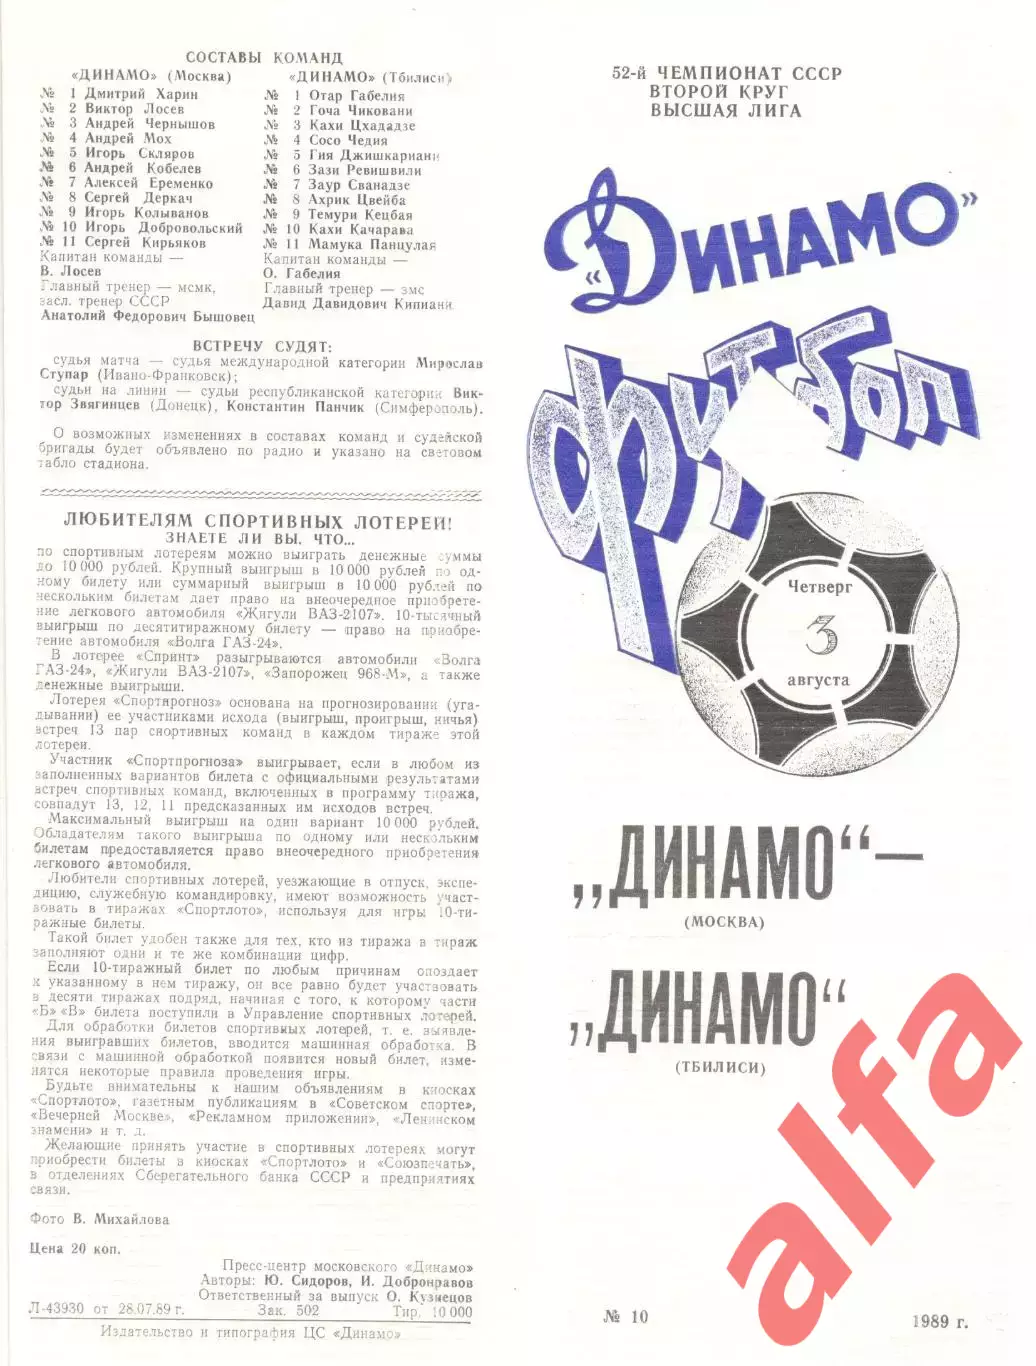 СОСТАВЫ КОМАНД
«ДИНАМО» (Москва)
№ 1 Дмитрий Харин
№ 2 Виктор Лосев
№ 3 Андрей Чернышов
№ 4 Андрей Мох
№ 5 Игорь Скляров
№ 6 Андрей Кобелев
№ 7 Алексей Еременко
№ 8 Сергей Деркач
№ 9 Игорь Колыванов
№ 10 Игорь Добровольский
№ 11 Сергей Кирьяков
Капитан команды —
В. Лосев
Главный тренер — мсмк,
засл. тренер СССР
Анатолий Федорович Бышовец
«ДИНАМО» (Тбилиси)
№ 1 Отар Габелия
№ 2 Гоча Чиковани
№ 3 Кахи Цхададзе
№ 4 Сосо Чедия
№ 5 Гия Джишкариани
№ 6 Зази Ревишвили
№ 7 Заур Сванадзе
№ 8 Ахрик Цвейба
№ 9 Темури Кецбая
№ 10 Кахи Качарава
№ 11 Мамука Панцулая
Капитан команды —
О. Габелия
Главный тренер — змс
Давид Давидович Кипиани
ВСТРЕЧУ СУДЯТ:
судья матча — судья международной категории Мирослав
Ступар (Ивано-Франковск);
судьи на линии — судьи республиканской категории Вик-
тор Звягинцев (Донецк), Константин Панчик (Симферополь).
О возможных изменениях в составах команд и судейской
бригады будет объявлено по радио и указано на световом
табло стадиона.
ЛЮБИТЕЛЯМ СПОРТИВНЫХ ЛОТЕРЕЙ!
ЗНАЕТЕ ЛИ ВЫ, ЧТО...
по спортивным лотереям можно выиграть денежные суммы
до 10 000 рублей. Крупный выигрыш в 10 000 рублей по од-
ному билету или суммарный выигрыш в 10 000 рублей по
нескольким билетам дает право на внеочередное приобрете-
ние легкового автомобиля «Жигули ВАЗ-2107». 10-тысячный
выигрыш по десятитиражному билету — право на приобре-
тение автомобиля «Волга ГАЗ-24».
В лотерее «Спринт» разыгрываются автомобили «Волга
ГАЗ-24», «Жигули ВАЗ-2107», «Запорожец 968-М», а также
денежные выигрыши.
Лотерея «Спортпрогноз» основана на прогнозировании (уга-
дывании) ее участниками исхода (выигрыш, проигрыш, ничья)
встреч 13 пар спортивных команд в каждом тираже этой
лотереи.
Участник «Спортпрогноза» выигрывает, если в любом из
заполненных вариантов билета с официальными результатами
встреч спортивных команд, включенных в программу тиража,
совпадут 13, 12, 11 предсказанных им исходов встреч.
Максимальный выигрыш на один вариант 10 000 рублей.
Обладателям такого выигрыша по одному или нескольким
билетам предоставляется право внеочередного приобретения
легкового автомобиля.
Любители спортивных лотерей, уезжающие в отпуск, экспе-
дицию, служебную командировку, имеют возможность участ-
вовать в тиражах «Спортлото», используя для игры 10-ти-
ражные билеты.
Такой билет удобен также для тех, кто из тиража в тираж
заполняют одни и те же комбинации цифр.
Если 10-тиражный билет по любым причинам опоздает
к указанному в нем тиражу, он все равно будет участвовать
в десяти тиражах подряд, начиная с того, к которому части
«Б» «В» билета поступили в Управление спортивных лотерей.
Для обработки билетов спортивных лотерей, т. е. выявле-
ния выигравших билетов, вводится машинная обработка. В
связи с машинной обработкой появится новый билет, изме-
нятся некоторые правила проведения игры.
Будьте внимательны к нашим объявлениям в киосках
«Спортлото», газетным публикациям в «Советском спорте»,
«Вечерней Москве», «Рекламном приложении», «Ленинском
знамени» и т. д.
Желающие принять участие в спортивных лотереях могут
приобрести билеты в киосках «Спортлото» и «Союзпечать»,
в отделениях Сберегательного банка СССР и предприятиях
связи.
Фото В. Михайлова
Цена 20 коп.
Пресс-центр московского «Динамо»
Авторы: Ю. Сидоров, И. Добронравов
Ответственный за выпуск О. Кузнецов
Л-43930 от 28.07.89 г. Зак. 502 Тир. 10 000
Издательство и типография ЦС «Динамо»
52-й ЧЕМПИОНАТ СССР
ВТОРОЙ КРУГ
ВЫСШАЯ ЛИГА
«ДИНАМО»
ФУТБОЛ
Четверг
3
августа
„ДИНАМО“ —
(МОСКВА)
„ДИНАМО“
(ТБИЛИСИ)
№ 10
1989 г.
alfa